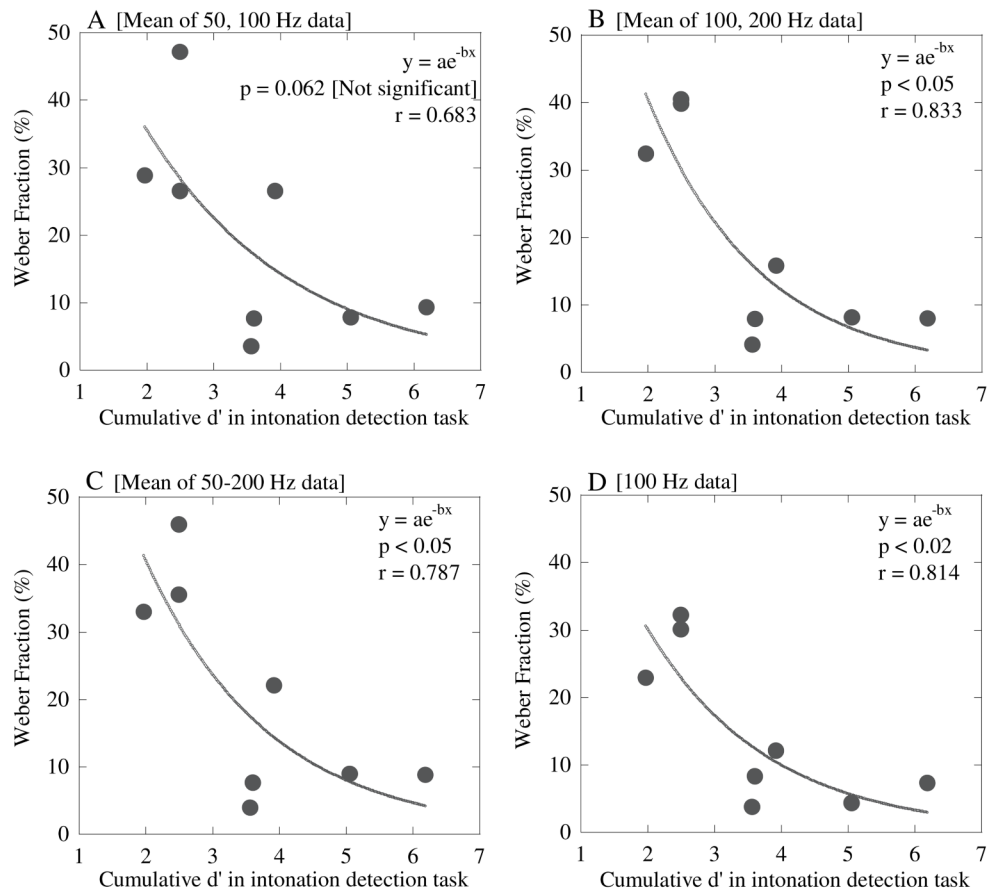 A [Mean of 50, 100 Hz data]
y = ae^-bx
p = 0.062 [Not significant]
r = 0.683
Weber Fraction (%)
50
40
30
20
10
0
1 2 3 4 5 6 7
Cumulative d' in intonation detection task
B [Mean of 100, 200 Hz data]
y = ae^-bx
p < 0.05
r = 0.833
Weber Fraction (%)
50
40
30
20
10
0
1 2 3 4 5 6 7
Cumulative d' in intonation detection task
C [Mean of 50-200 Hz data]
y = ae^-bx
p < 0.05
r = 0.787
Weber Fraction (%)
50
40
30
20
10
0
1 2 3 4 5 6 7
Cumulative d' in intonation detection task
D [100 Hz data]
y = ae^-bx
p < 0.02
r = 0.814
Weber Fraction (%)
50
40
30
20
10
0
1 2 3 4 5 6 7
Cumulative d' in intonation detection task